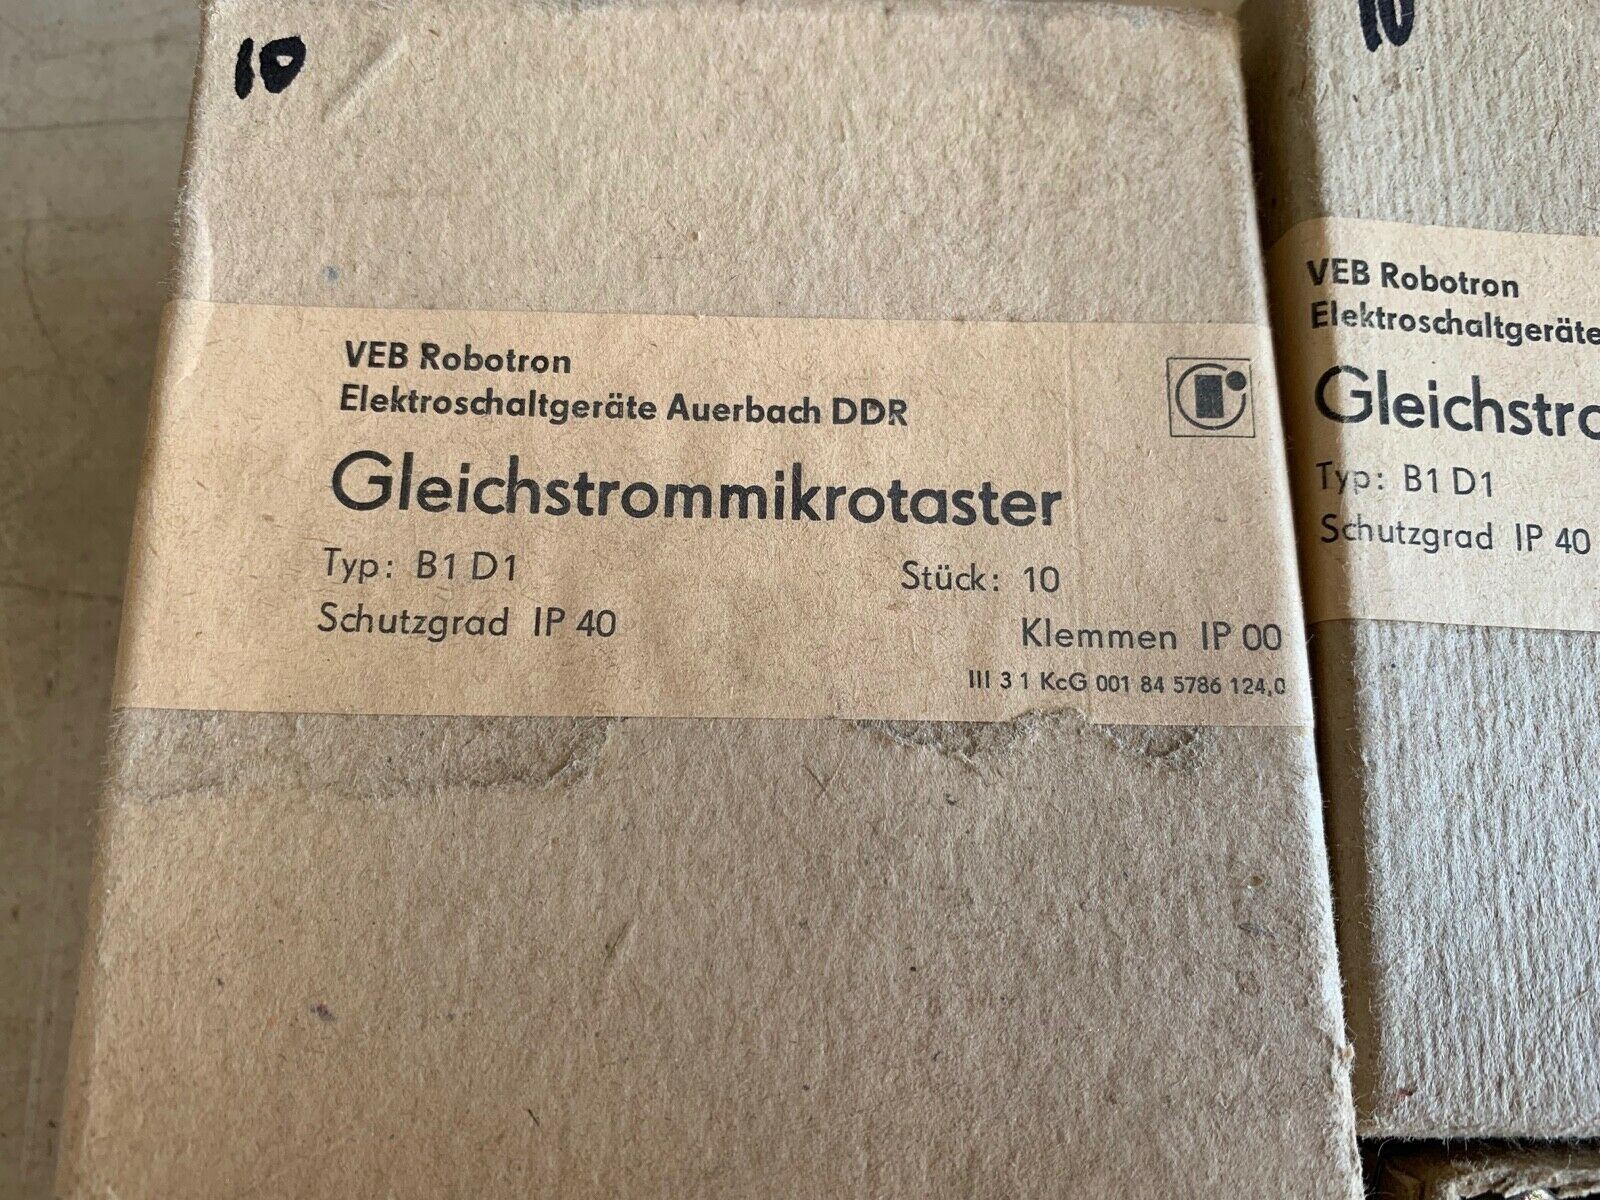 10
VEB Robotron
Elektroschaltgeräte Auerbach DDR
Gleichstrommikrotaster
Typ: B1 D1
Stück: 10
Schutzgrad IP 40
Klemmen IP 00
III 3 1 KcG 001 84 5786 124,0
10
VEB Robotron
Elektroschaltgeräte
Gleichstro
Typ: B1 D1
Schutzgrad IP 40